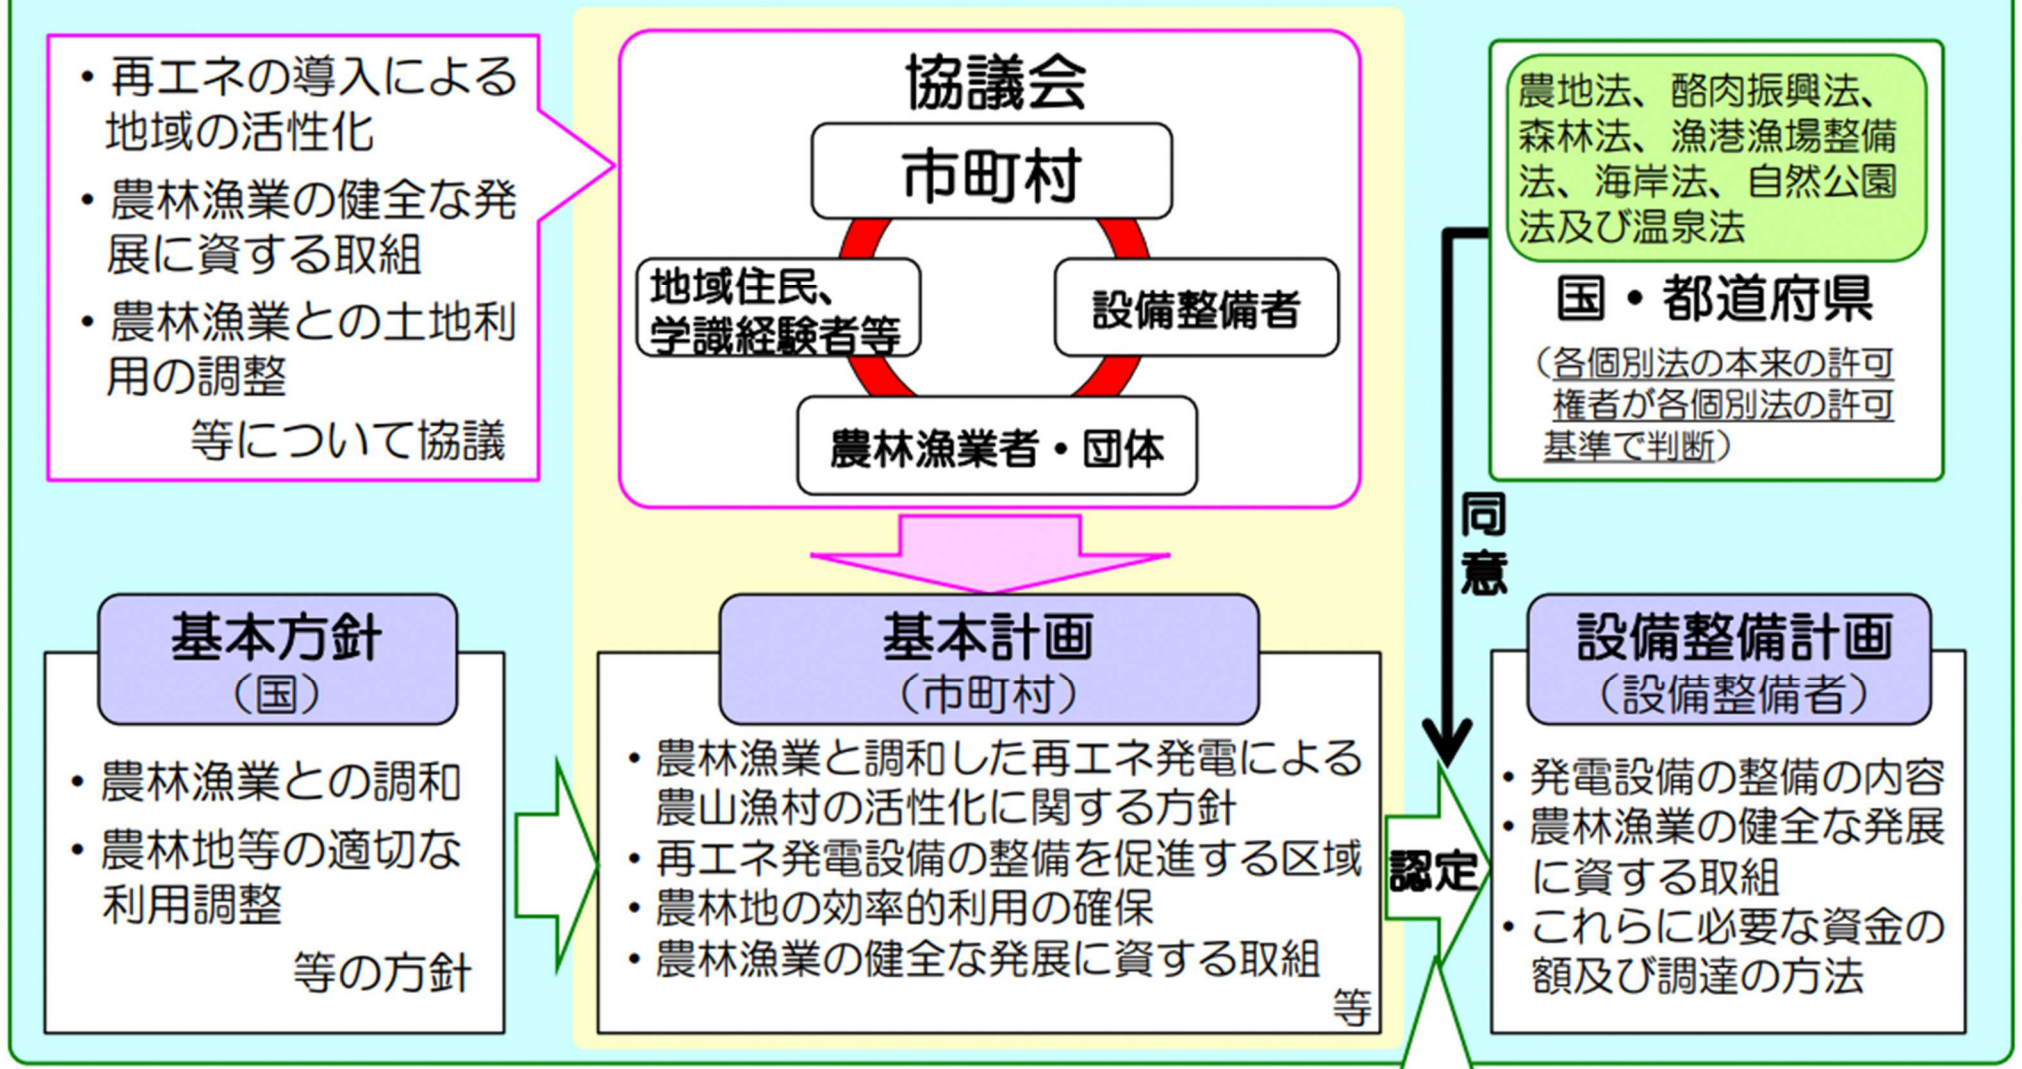 ・再エネの導入による
地域の活性化
・農林漁業の健全な発
展に資する取組
・農林漁業との土地利
用の調整
等について協議
協議会
市町村
地域住民、
学識経験者等
設備整備者
農林漁業者・団体
農地法、酪肉振興法、
森林法、漁港漁場整備
法、海岸法、自然公園
法及び温泉法
国・都道府県
（各個別法の本来の許可
権者が各個別法の許可
基準で判断）
同
意
基本方針
（国）
・農林漁業との調和
・農林地等の適切な
利用調整
等の方針
基本計画
（市町村）
・農林漁業と調和した再エネ発電による
農山漁村の活性化に関する方針
・再エネ発電設備の整備を促進する区域
・農林地の効率的利用の確保
・農林漁業の健全な発展に資する取組
等
認定
設備整備計画
（設備整備者）
・発電設備の整備の内容
・農林漁業の健全な発展
に資する取組
・これらに必要な資金の
額及び調達の方法